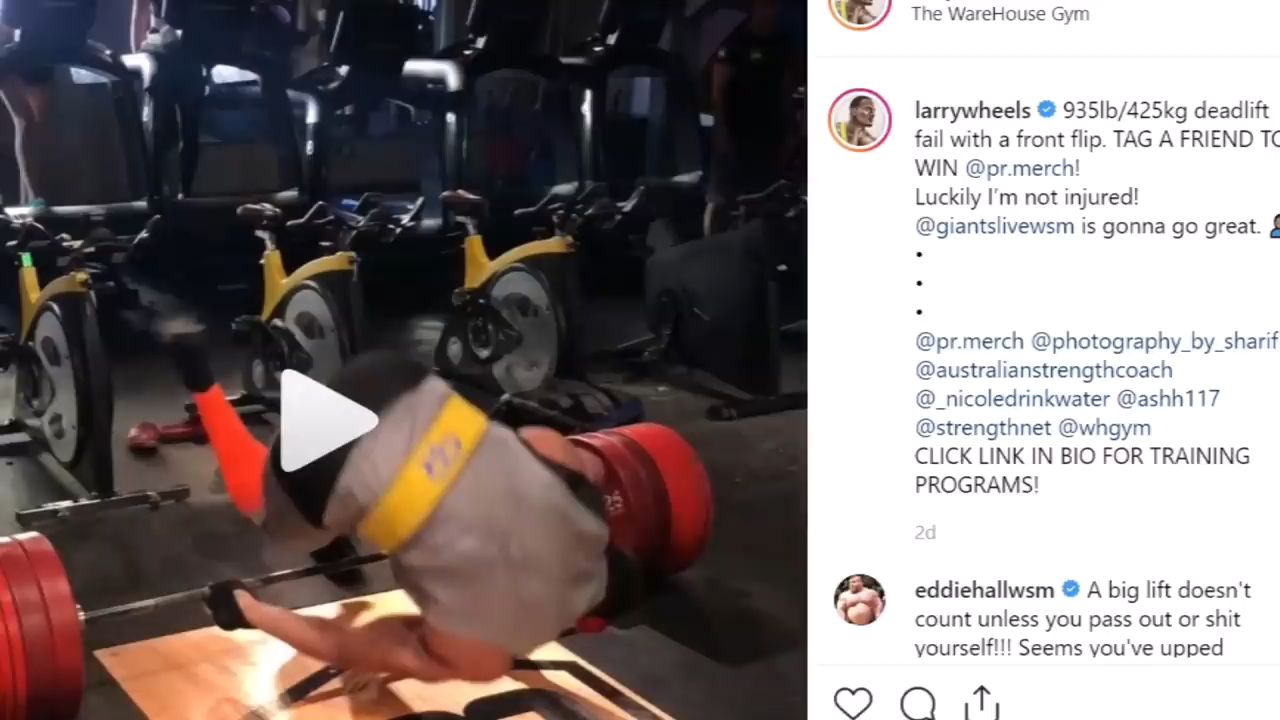 The WareHouse Gym
larrywheels 935lb/425kg deadlift
fail with a front flip. TAG A FRIEND TO
WIN @pr.merch!
Luckily I'm not injured!
@giantslivewsm is gonna go great.
•
•
•
@pr.merch @photography_by_sharif
@australianstrengthcoach
@_nicoledrinkwater @ashh117
@strengthnet @whgym
CLICK LINK IN BIO FOR TRAINING
PROGRAMS!
2d
eddiehallwsm A big lift doesn't
count unless you pass out or shit
yourself!!! Seems you've upped
25